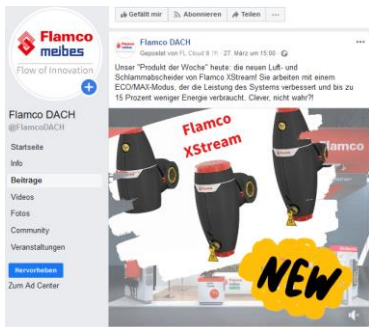 Gefällt mir Abonnieren Teilen ...
Flamco
meibes
Flow of Innovation
Flamco DACH
@FlamcoDACH
Startseite
Info
Beiträge
Videos
Fotos
Community
Veranstaltungen
Hervorheben
Zum Ad Center
Flamco DACH
Gepostet von FL Cloud 8 · 27. März um 15:00 ·
Unser "Produkt der Woche" heute: die neuen Luft- und
Schlammabscheider von Flamco XStream! Sie arbeiten mit einem
ECO/MAX-Modus, der die Leistung des Systems verbessert und bis zu
15 Prozent weniger Energie verbraucht. Clever, nicht wahr?!
Flamco
XStream
lamco
NEW